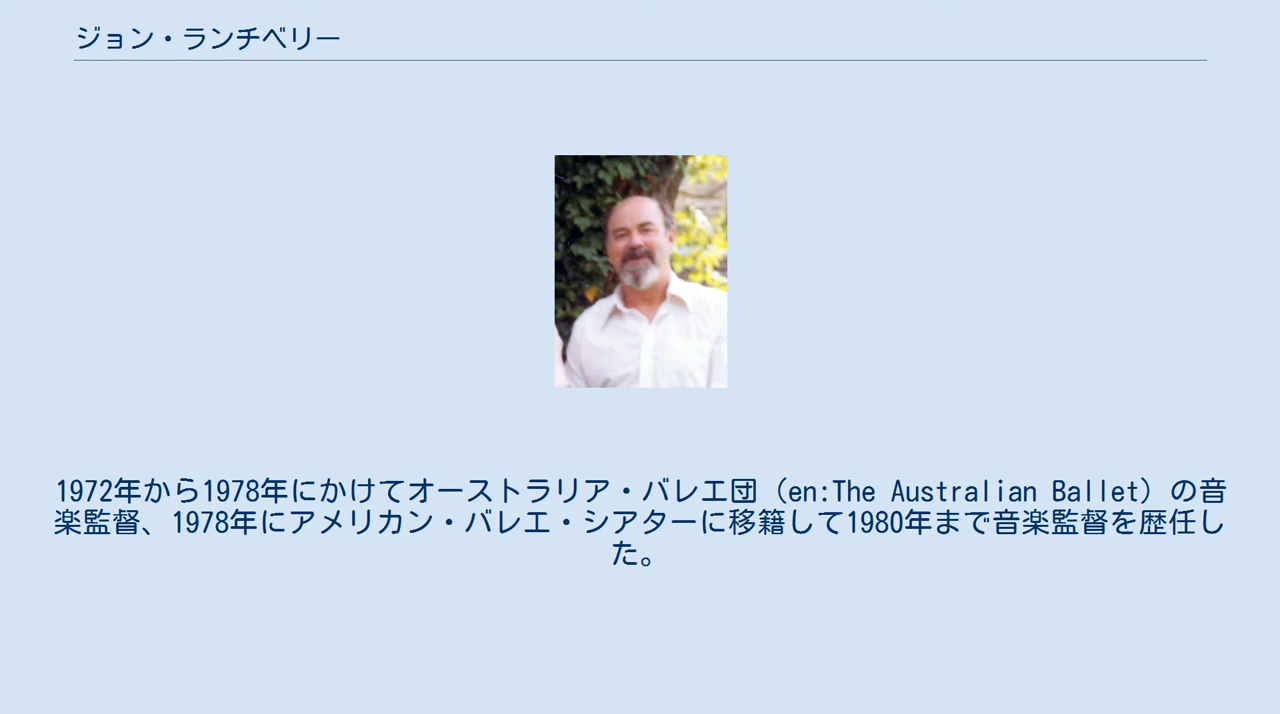 ジョン・ランチベリー
1972年から1978年にかけてオーストラリア・バレエ団（en:The Australian Ballet）の音
楽監督、1978年にアメリカン・バレエ・シアターに移籍して1980年まで音楽監督を歴任し
た。